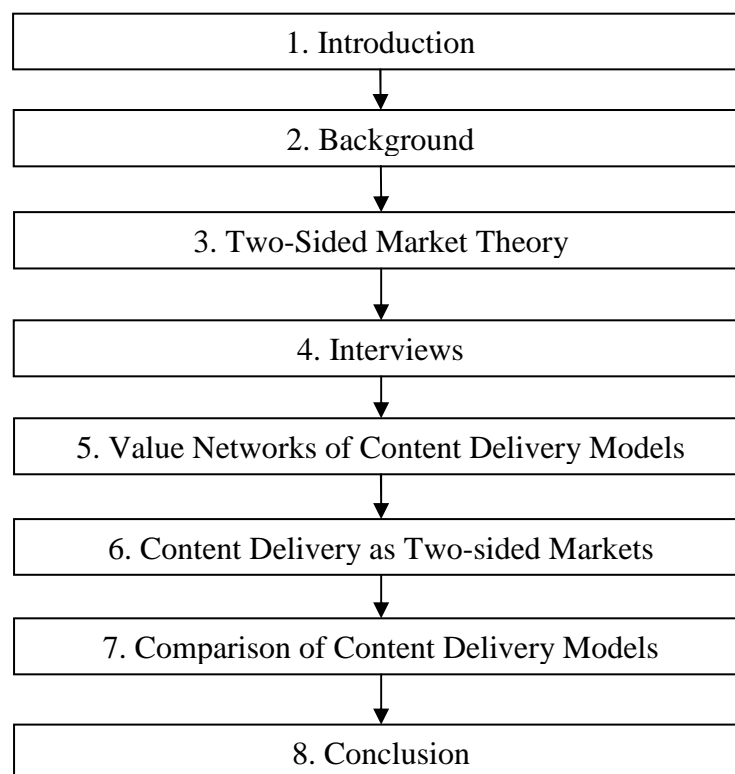 1. Introduction
2. Background
3. Two-Sided Market Theory
4. Interviews
5. Value Networks of Content Delivery Models
6. Content Delivery as Two-sided Markets
7. Comparison of Content Delivery Models
8. Conclusion